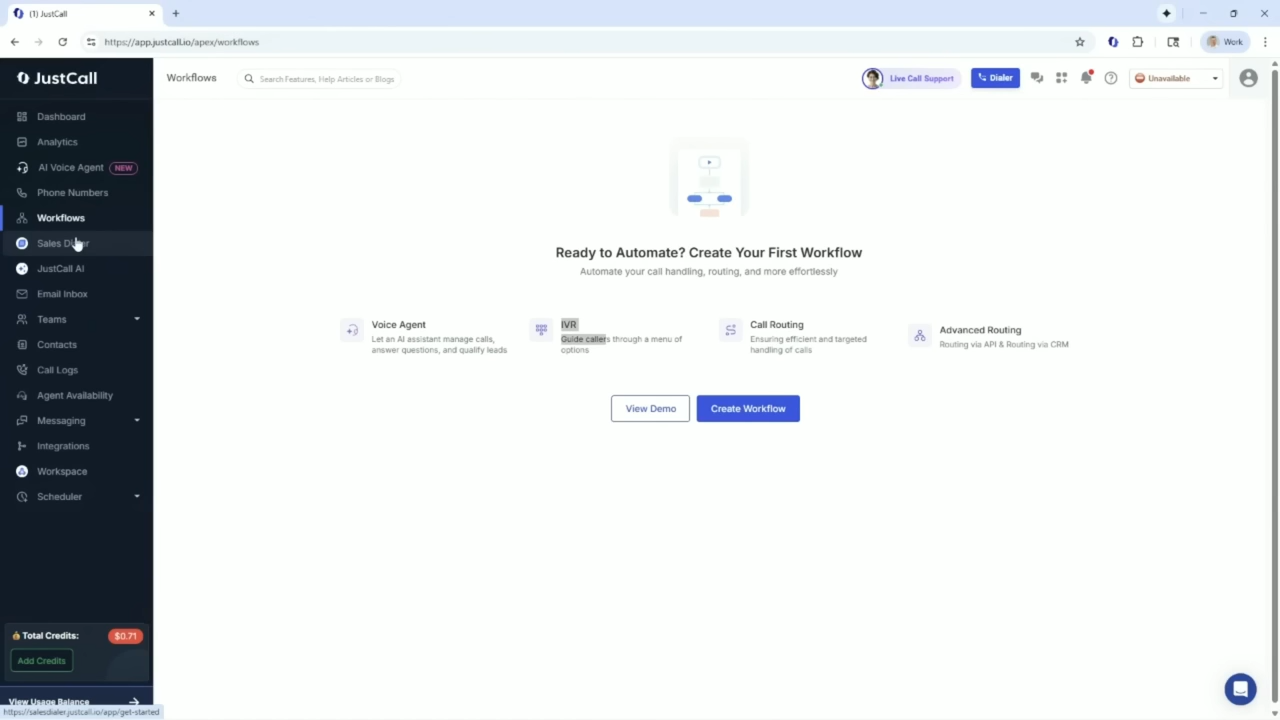 (1) JustCall
https://app.justcall.io/apex/workflows
Work
JustCall
Workflows
Search Features, Help Articles or Blogs
Live Call Support
Dialer
Unavailable
Dashboard
Analytics
AI Voice Agent NEW
Phone Numbers
Workflows
Sales Dialer
JustCall AI
Email Inbox
Teams
Contacts
Call Logs
Agent Availability
Messaging
Integrations
Workspace
Scheduler
Total Credits: $0.71
Add Credits
View Usage Balance
https://salesdialer.justcall.io/app/get-started
Ready to Automate? Create Your First Workflow
Automate your call handling, routing, and more effortlessly
Voice Agent
Let an AI assistant manage calls,
answer questions, and qualify leads
IVR
Guide callers through a menu of
options
Call Routing
Ensuring efficient and targeted
handling of calls
Advanced Routing
Routing via API & Routing via CRM
View Demo
Create Workflow